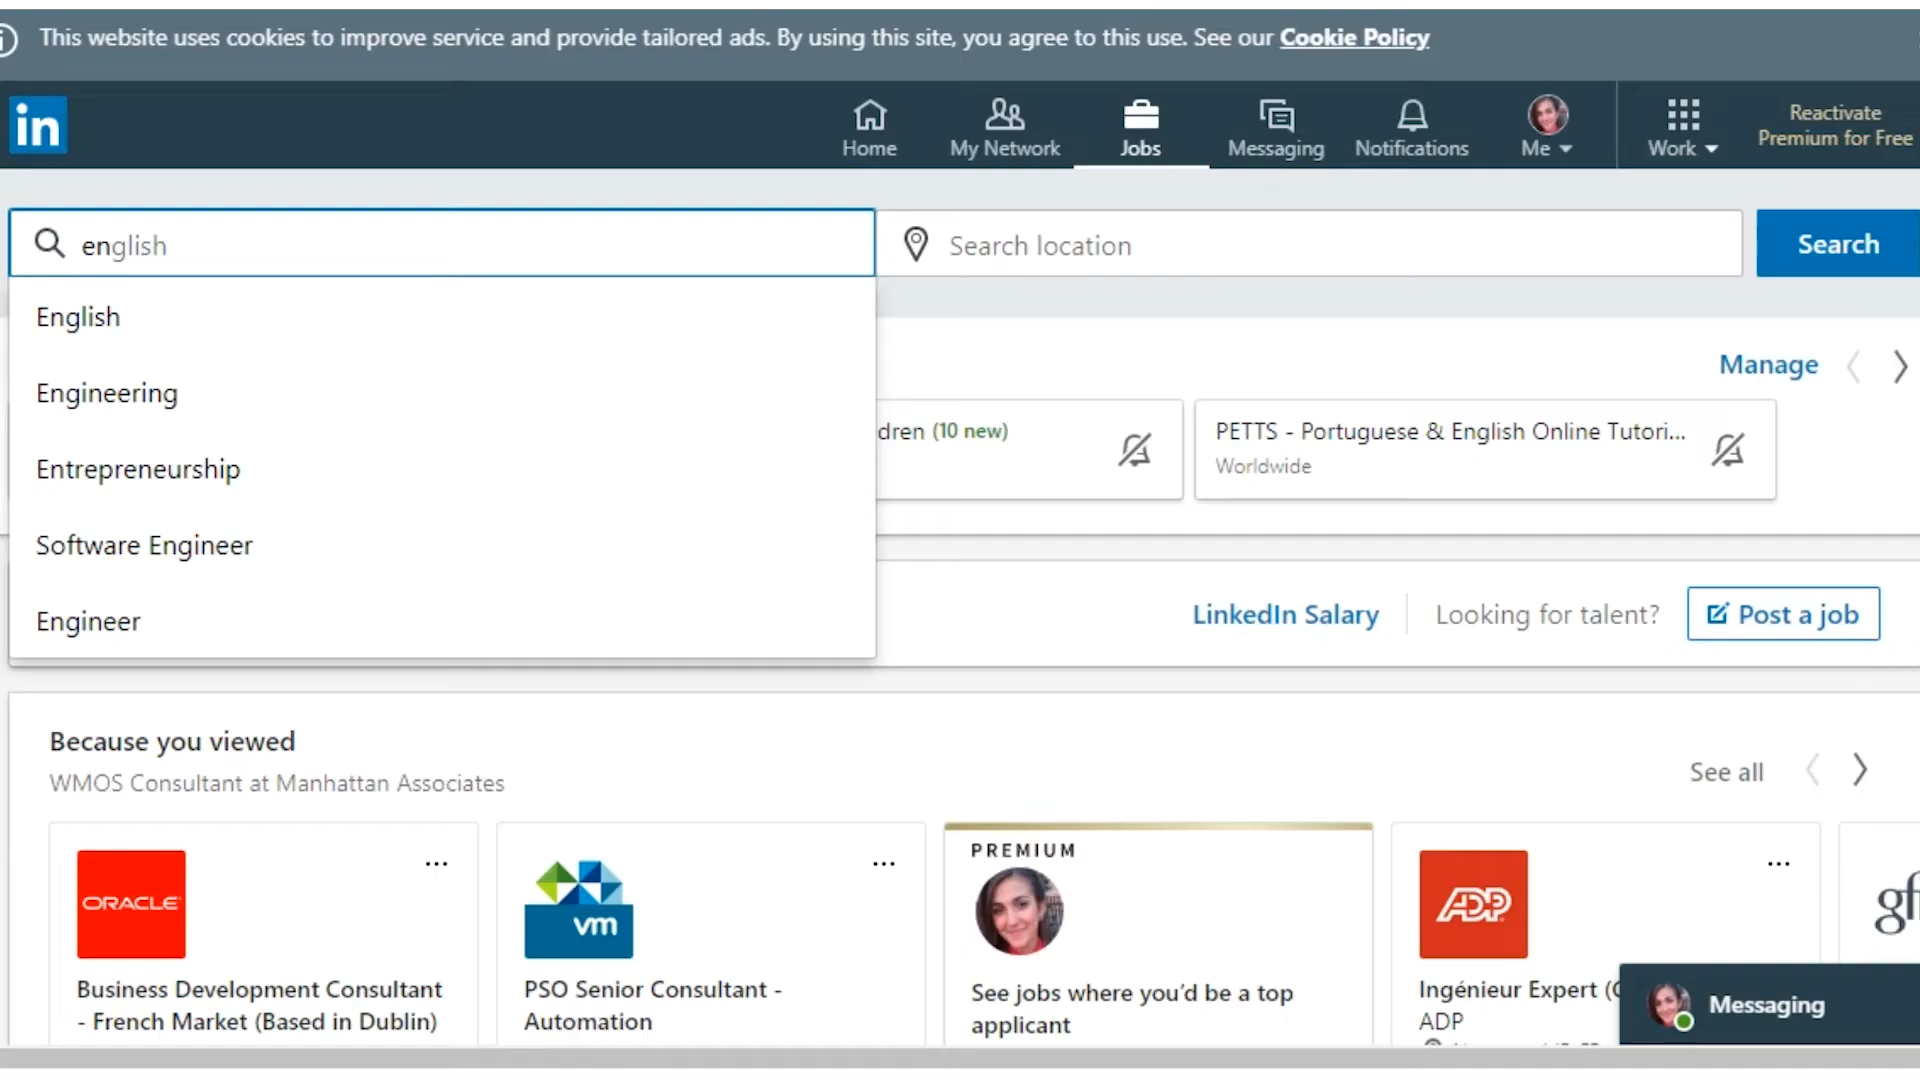 This website uses cookies to improve service and provide tailored ads. By using this site, you agree to this use. See our Cookie Policy
in
Home
My Network
Jobs
Messaging
Notifications
Me
Work
Reactivate
Premium for Free
english
Search location
Search
English
Engineering
Entrepreneurship
Software Engineer
Engineer
Manage
dren (10 new)
PETTS - Portuguese & English Online Tutori...
Worldwide
LinkedIn Salary
Looking for talent?
Post a job
Because you viewed
WMOS Consultant at Manhattan Associates
See all
ORACLE
vm
PREMIUM
ADP
gf
Business Development Consultant
- French Market (Based in Dublin)
PSO Senior Consultant -
Automation
See jobs where you'd be a top
applicant
Ingénieur Expert (
ADP
Messaging